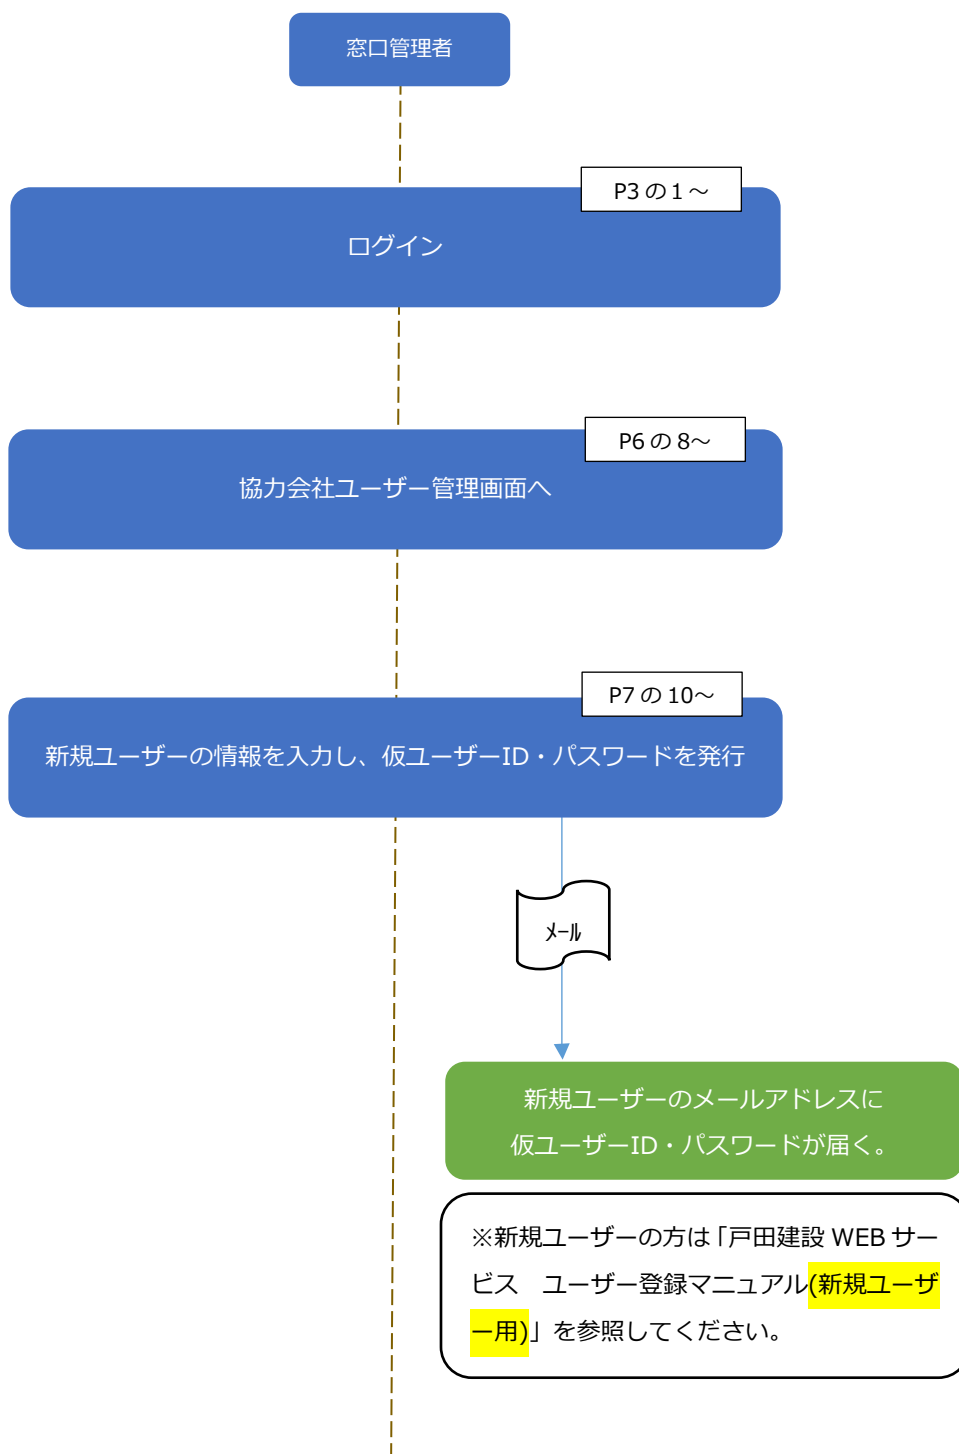 窓口管理者
P3 の 1～
ログイン
P6 の 8～
協力会社ユーザー管理画面へ
P7 の 10～
新規ユーザーの情報を入力し、仮ユーザーID・パスワードを発行
ﾒｰﾙ
新規ユーザーのメールアドレスに
仮ユーザーID・パスワードが届く。
※新規ユーザーの方は「戸田建設 WEB サー
ビス　ユーザー登録マニュアル(新規ユーザ
ー用)」を参照してください。